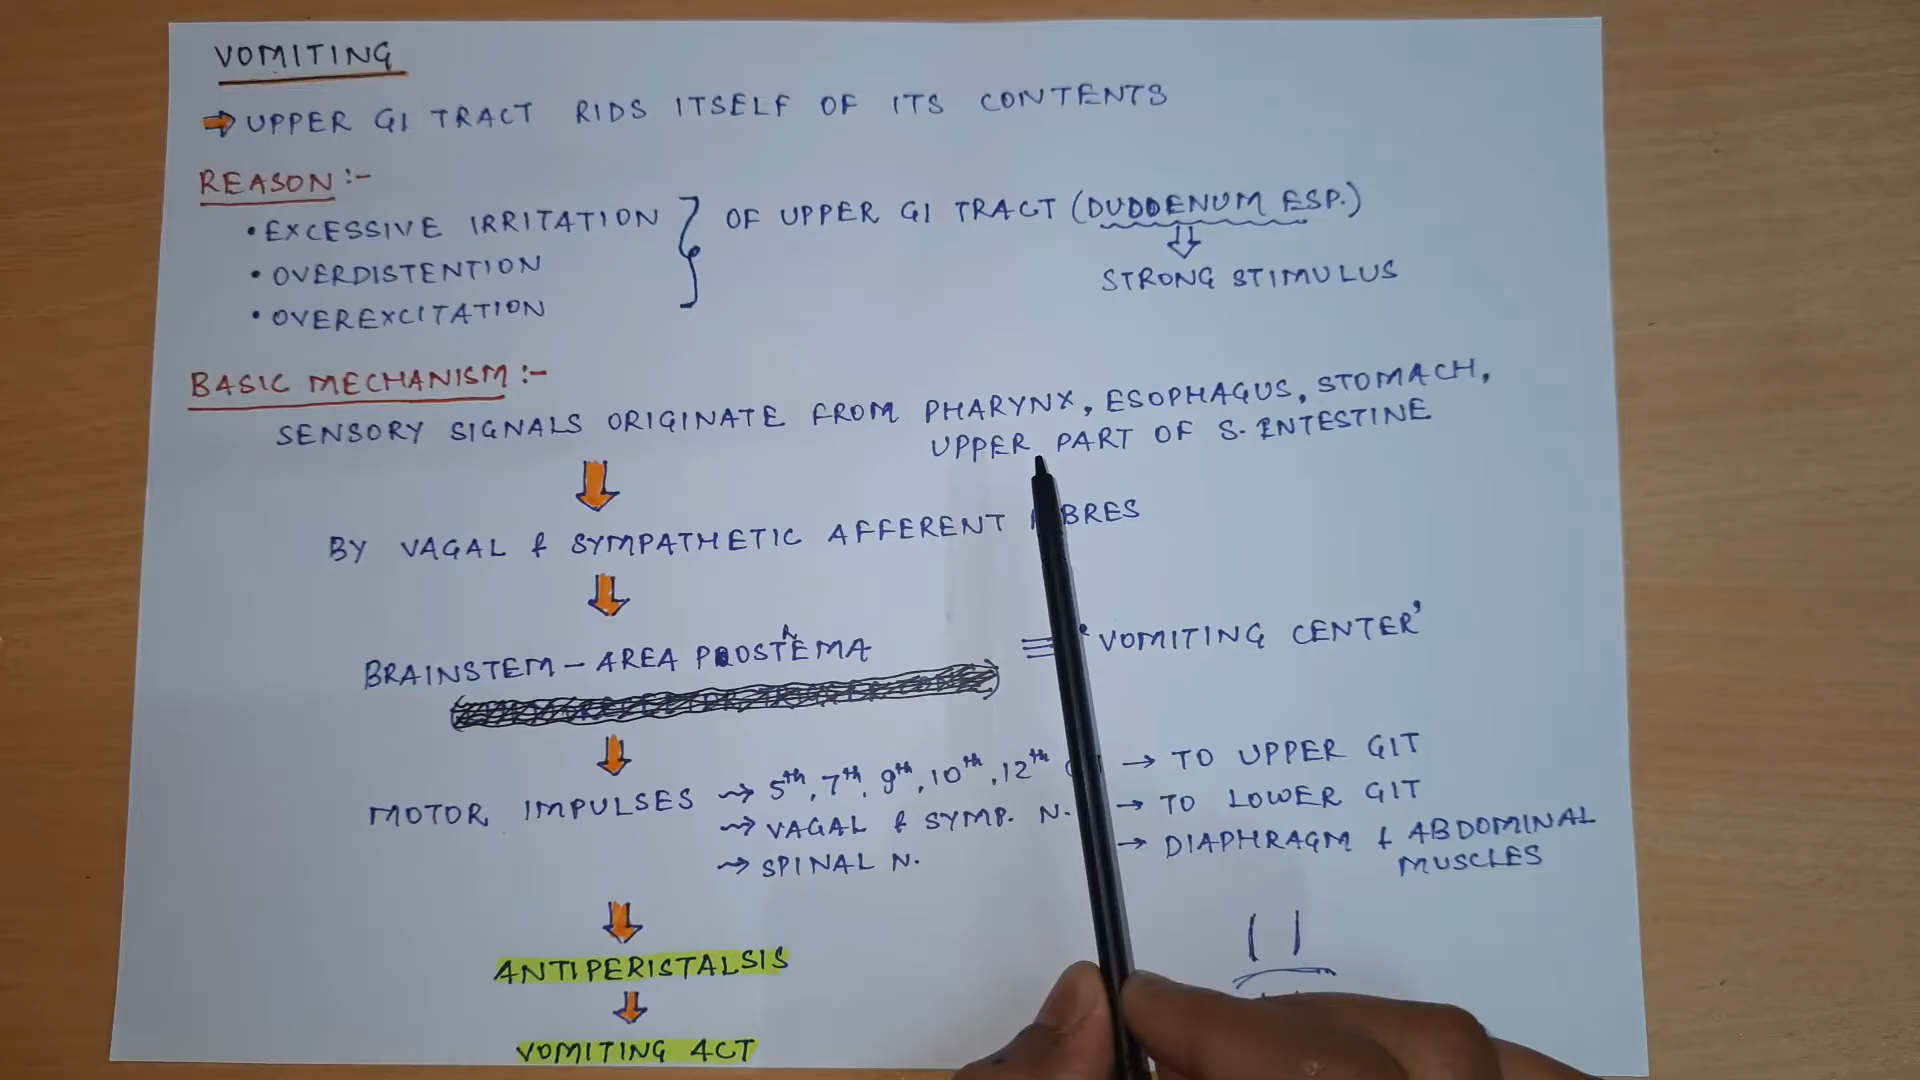 VOMITING
⇒ UPPER GI TRACT RIDS ITSELF OF ITS CONTENTS
REASON :-
• EXCESSIVE IRRITATION
• OVERDISTENTION
• OVEREXCITATION
OF UPPER GI TRACT (DUODENUM ESP.)
STRONG STIMULUS
BASIC MECHANISM :-
SENSORY SIGNALS ORIGINATE FROM PHARYNX, ESOPHAGUS, STOMACH,
UPPER PART OF S. INTESTINE
BY VAGAL & SYMPATHETIC AFFERENT
BRAINSTEM - AREA
≡ 'VOMITING CENTER'
MOTOR IMPULSES → 5th, 7th, 9th, 10th, 12th → TO UPPER GIT
→ VAGAL & SYMP. N. → TO LOWER GIT
→ SPINAL N. → DIAPHRAGM & ABDOMINAL
MUSCLES
ANTIPERISTALSIS
VOMITING ACT